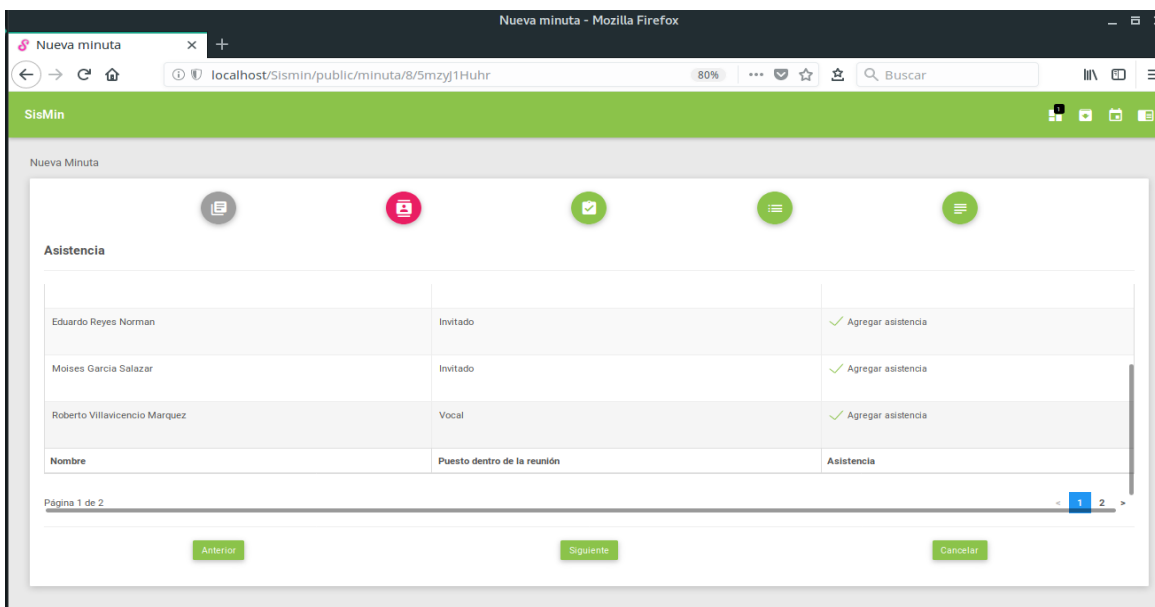 Nueva minuta - Mozilla Firefox
Nueva minuta
localhost/Sismin/public/minuta/8/5mzyJ1Huhr
80%
Buscar
SisMin
1
Nueva Minuta
Asistencia
Eduardo Reyes Norman Invitado Agregar asistencia
Moises Garcia Salazar Invitado Agregar asistencia
Roberto Villavicencio Marquez Vocal Agregar asistencia
Nombre Puesto dentro de la reunión Asistencia
Página 1 de 2 < 1 2 >
Anterior Siguiente Cancelar